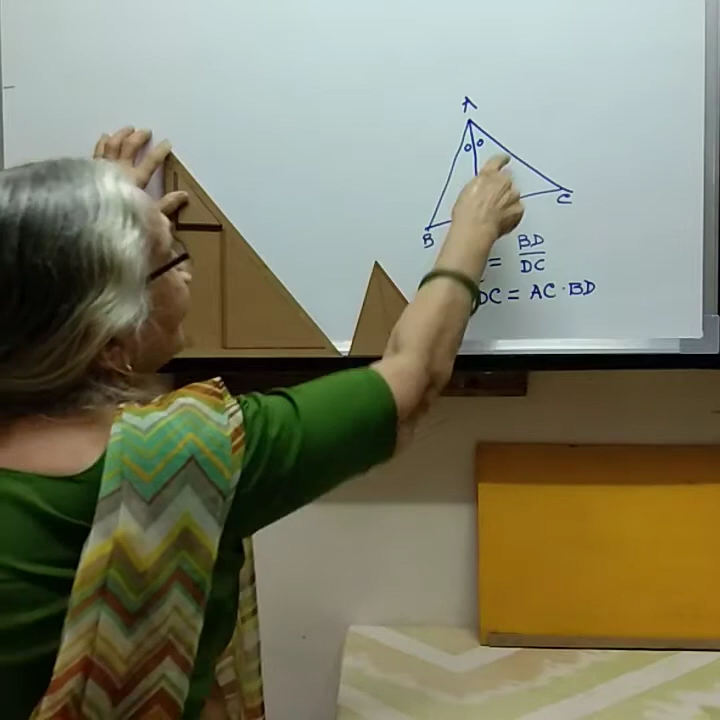 A
C
B
= BD/DC
DC = AC · BD